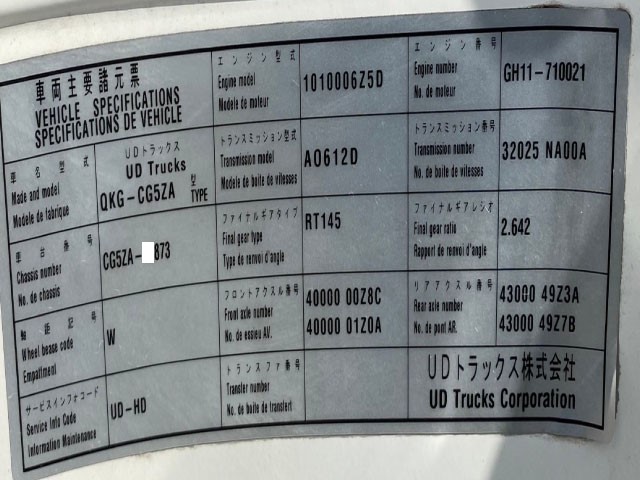 車両主要諸元票
VEHICLE SPECIFICATIONS
SPECIFICATIONS DE VEHICLE
車名型式
Made and model
Modéle de fabrique
UDトラックス
UD Trucks
QKG-CG5ZA 型 TYPE
車台番号
Chassis number
No. de chassis
CG5ZA- 873
軸距記号
Wheel bease code
Empattment
W
サービスインフォコード
Service Info Code
Information Maintenance
UD-HD
エンジン型式
Engine model
Modéle de moteur
1010006Z5D
トランスミッション型式
Transmission model
Modéle de boite de vitesses
AO612D
ファイナルギアタイプ
Final gear type
Type de renvoi d'angle
RT145
フロントアクスル番号
Front axle number
No. de essieu AV.
40000 00Z8C
40000 01Z0A
トランスファ番号
Transfer number
No. de boite de transfert
エンジン番号
Engine number
No. de moteur
GH11-710021
トランスミッション番号
Transmission number
No. de boite de vitesses
32025 NA00A
ファイナルギアレシオ
Final gear ratio
Rapport de renvoi d'angle
2.642
リアアクスル番号
Rear axle number
No. de pont AR.
43000 49Z3A
43000 49Z7B
UDトラックス株式会社
UD Trucks Corporation